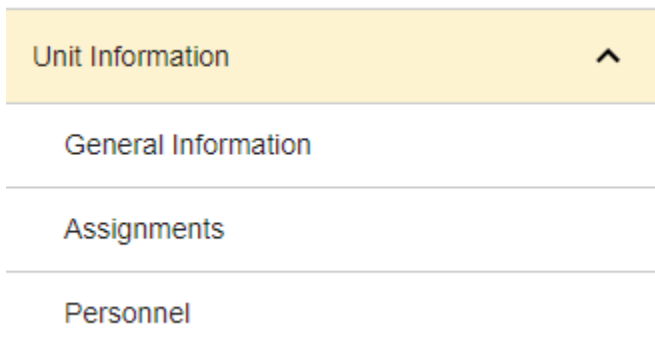 Unit Information
General Information
Assignments
Personnel